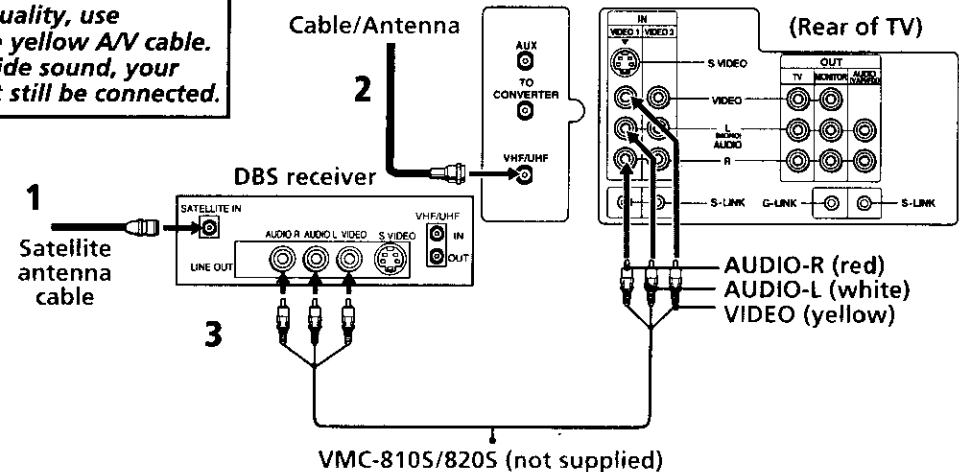 uality, use
yellow A/V cable.
ide sound, your
t still be connected.
Cable/Antenna
2
AUX
TO
CONVERTER
VHF/UHF
(Rear of TV)
IN
VIDEO 1 VIDEO 2
S VIDEO
VIDEO
L
(MONO)
AUDIO
R
OUT
TV MONITOR AUDIO
S-LINK G-LINK S-LINK
DBS receiver
1
Satellite
antenna
cable
SATELLITE IN
AUDIO R AUDIO L VIDEO S VIDEO
LINE OUT
VHF/UHF
IN
OUT
3
AUDIO-R (red)
AUDIO-L (white)
VIDEO (yellow)
VMC-810S/820S (not supplied)